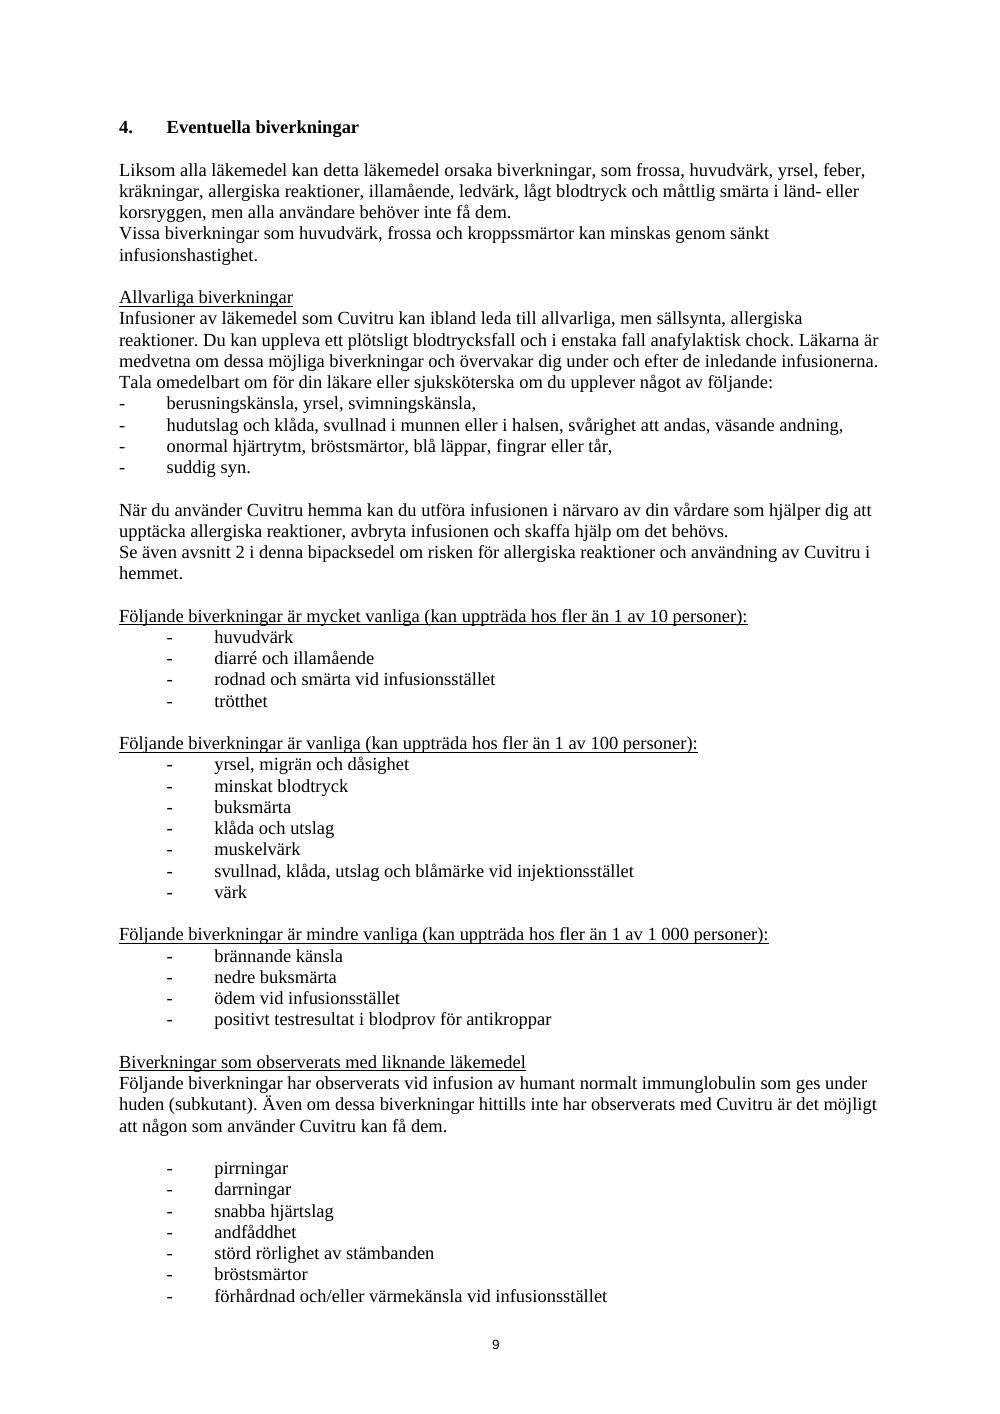 4. Eventuella biverkningar
Liksom alla läkemedel kan detta läkemedel orsaka biverkningar, som frossa, huvudvärk, yrsel, feber,
kräkningar, allergiska reaktioner, illamående, ledvärk, lågt blodtryck och måttlig smärta i länd- eller
korsryggen, men alla användare behöver inte få dem.
Vissa biverkningar som huvudvärk, frossa och kroppssmärtor kan minskas genom sänkt
infusionshastighet.
Allvarliga biverkningar
Infusioner av läkemedel som Cuvitru kan ibland leda till allvarliga, men sällsynta, allergiska
reaktioner. Du kan uppleva ett plötsligt blodtrycksfall och i enstaka fall anafylaktisk chock. Läkarna är
medvetna om dessa möjliga biverkningar och övervakar dig under och efter de inledande infusionerna.
Tala omedelbart om för din läkare eller sjuksköterska om du upplever något av följande:
- berusningskänsla, yrsel, svimningskänsla,
- hudutslag och klåda, svullnad i munnen eller i halsen, svårighet att andas, väsande andning,
- onormal hjärtrytm, bröstsmärtor, blå läppar, fingrar eller tår,
- suddig syn.
När du använder Cuvitru hemma kan du utföra infusionen i närvaro av din vårdare som hjälper dig att
upptäcka allergiska reaktioner, avbryta infusionen och skaffa hjälp om det behövs.
Se även avsnitt 2 i denna bipacksedel om risken för allergiska reaktioner och användning av Cuvitru i
hemmet.
Följande biverkningar är mycket vanliga (kan uppträda hos fler än 1 av 10 personer):
- huvudvärk
- diarré och illamående
- rodnad och smärta vid infusionsstället
- trötthet
Följande biverkningar är vanliga (kan uppträda hos fler än 1 av 100 personer):
- yrsel, migrän och dåsighet
- minskat blodtryck
- buksmärta
- klåda och utslag
- muskelvärk
- svullnad, klåda, utslag och blåmärke vid injektionsstället
- värk
Följande biverkningar är mindre vanliga (kan uppträda hos fler än 1 av 1 000 personer):
- brännande känsla
- nedre buksmärta
- ödem vid infusionsstället
- positivt testresultat i blodprov för antikroppar
Biverkningar som observerats med liknande läkemedel
Följande biverkningar har observerats vid infusion av humant normalt immunglobulin som ges under
huden (subkutant). Även om dessa biverkningar hittills inte har observerats med Cuvitru är det möjligt
att någon som använder Cuvitru kan få dem.
- pirrningar
- darrningar
- snabba hjärtslag
- andfåddhet
- störd rörlighet av stämbanden
- bröstsmärtor
- förhårdnad och/eller värmekänsla vid infusionsstället
9